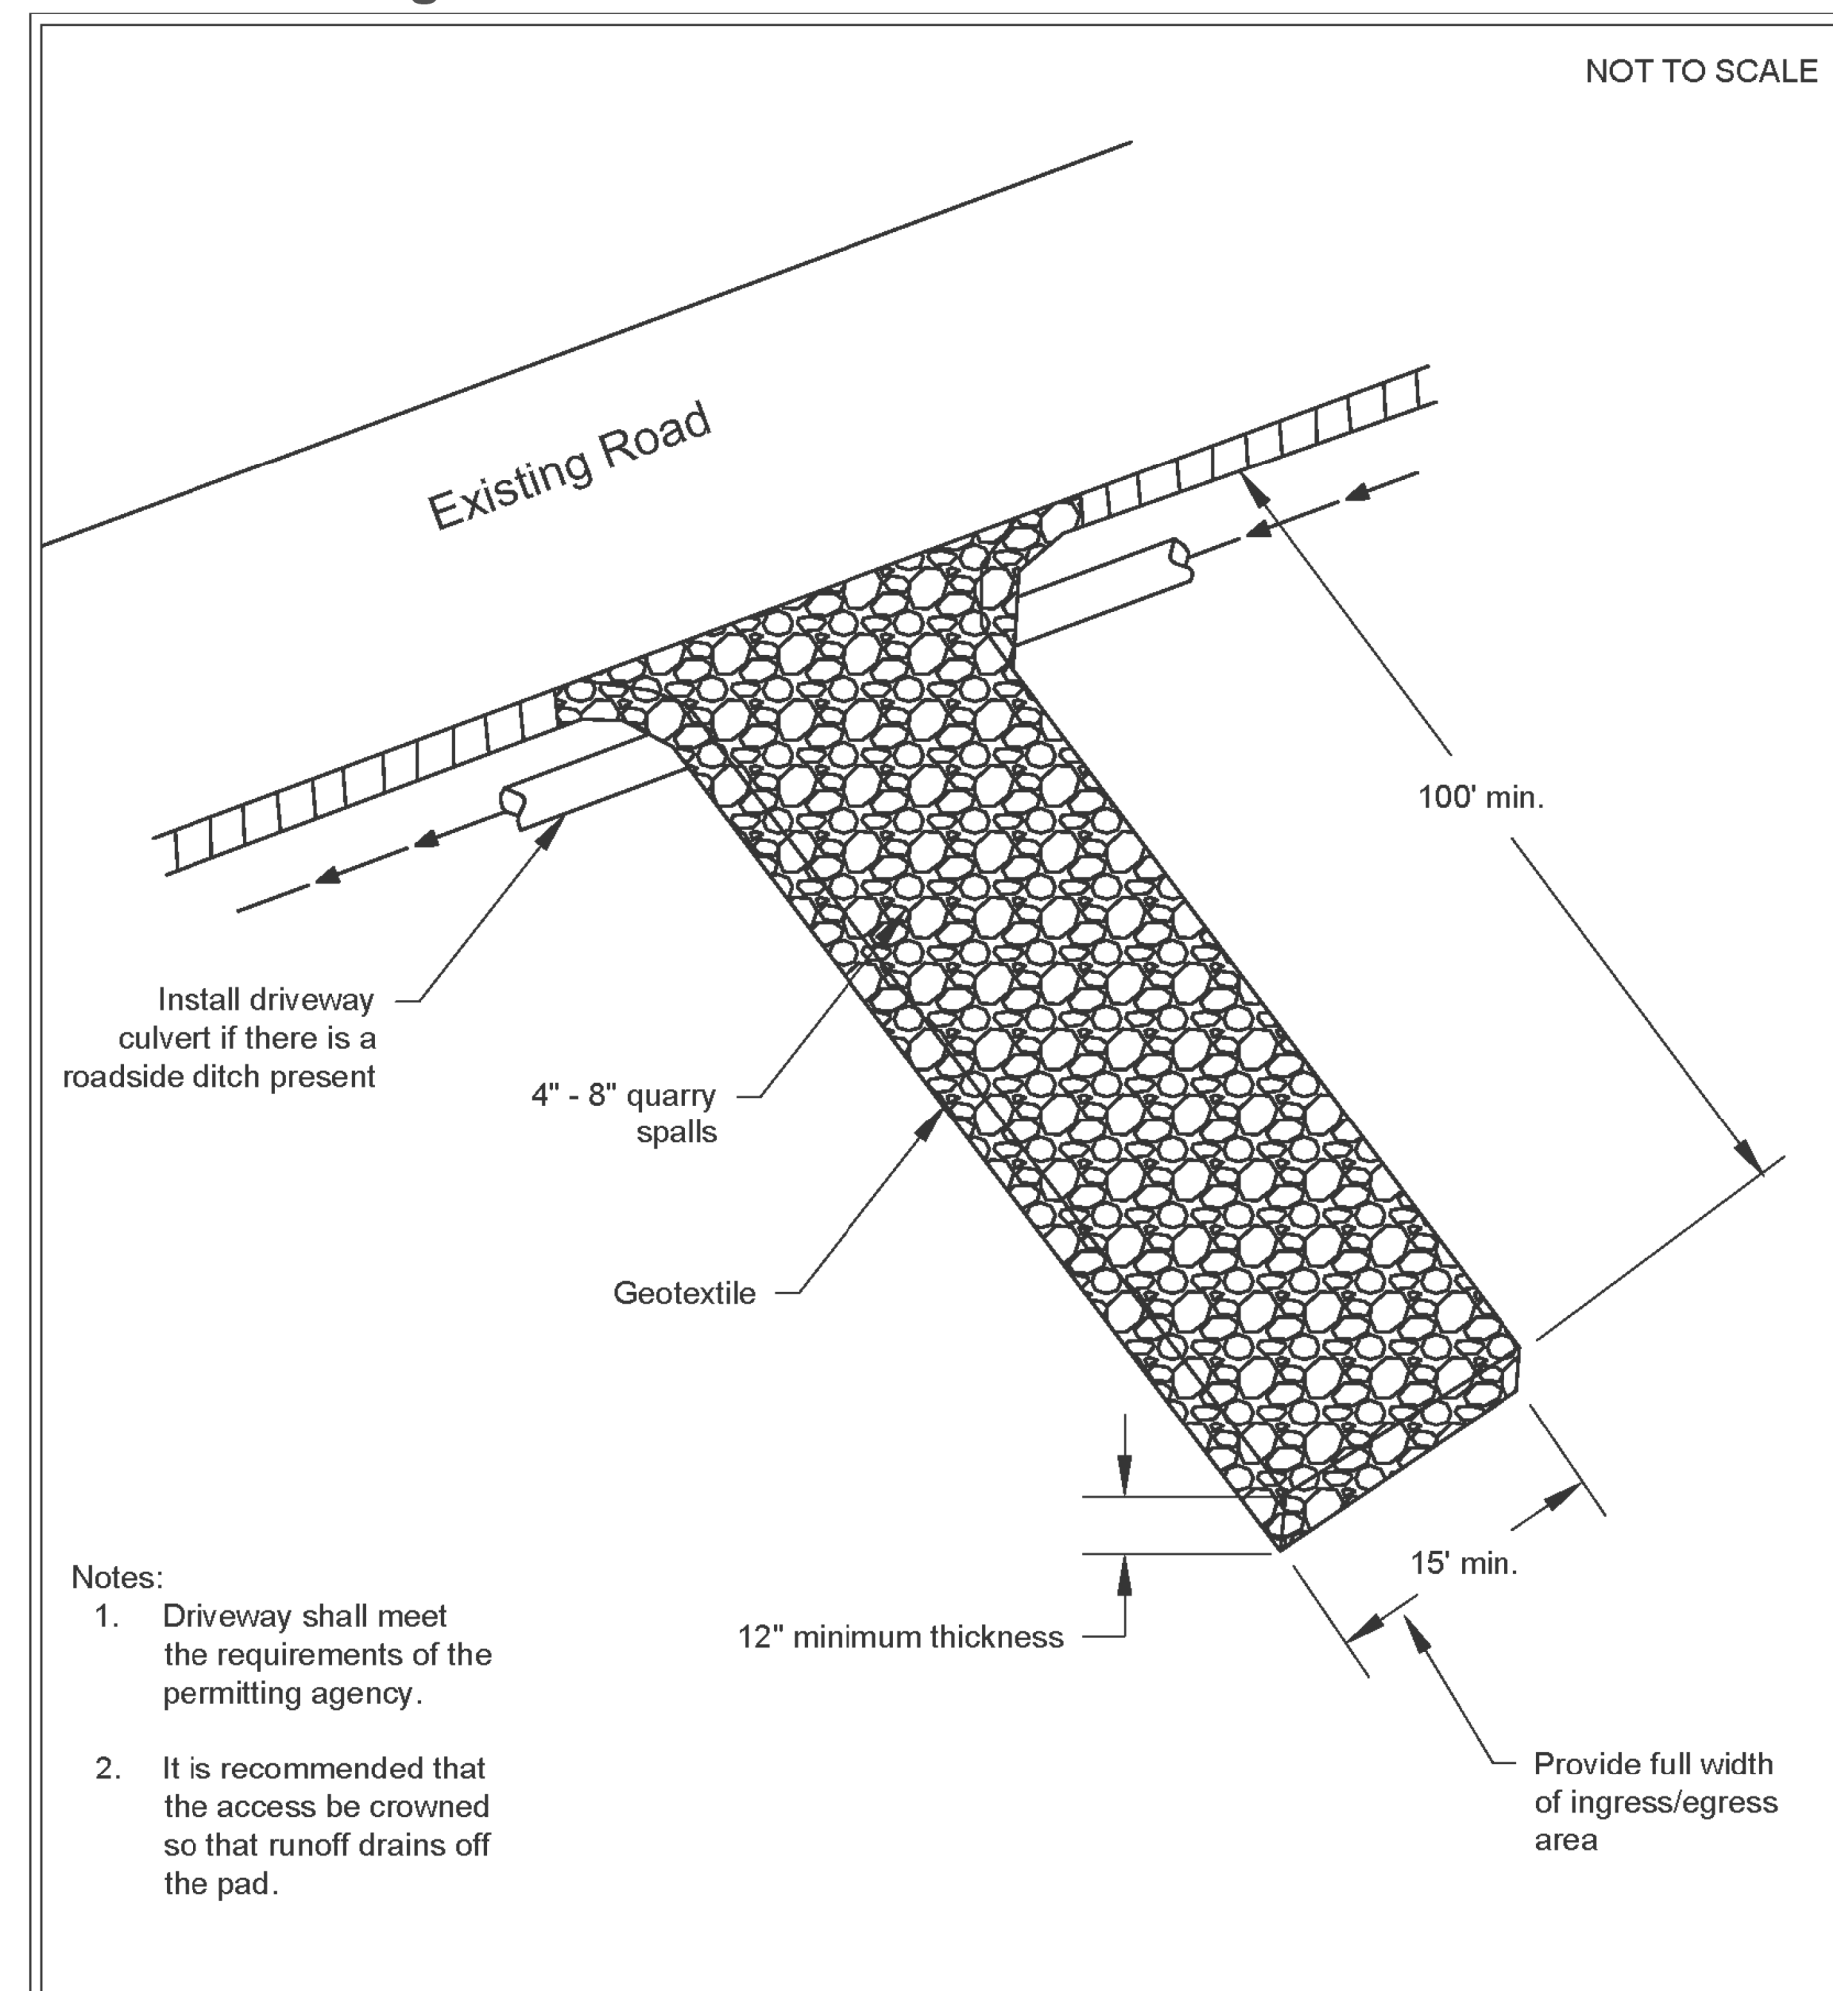 NOT TO SCALE
Existing Road
100' min.
Install driveway
culvert if there is a
roadside ditch present
4" - 8" quarry
spalls
Geotextile
15' min.
12" minimum thickness
Notes:
1. Driveway shall meet
the requirements of the
permitting agency.
2. It is recommended that
the access be crowned
so that runoff drains off
the pad.
Provide full width
of ingress/egress
area